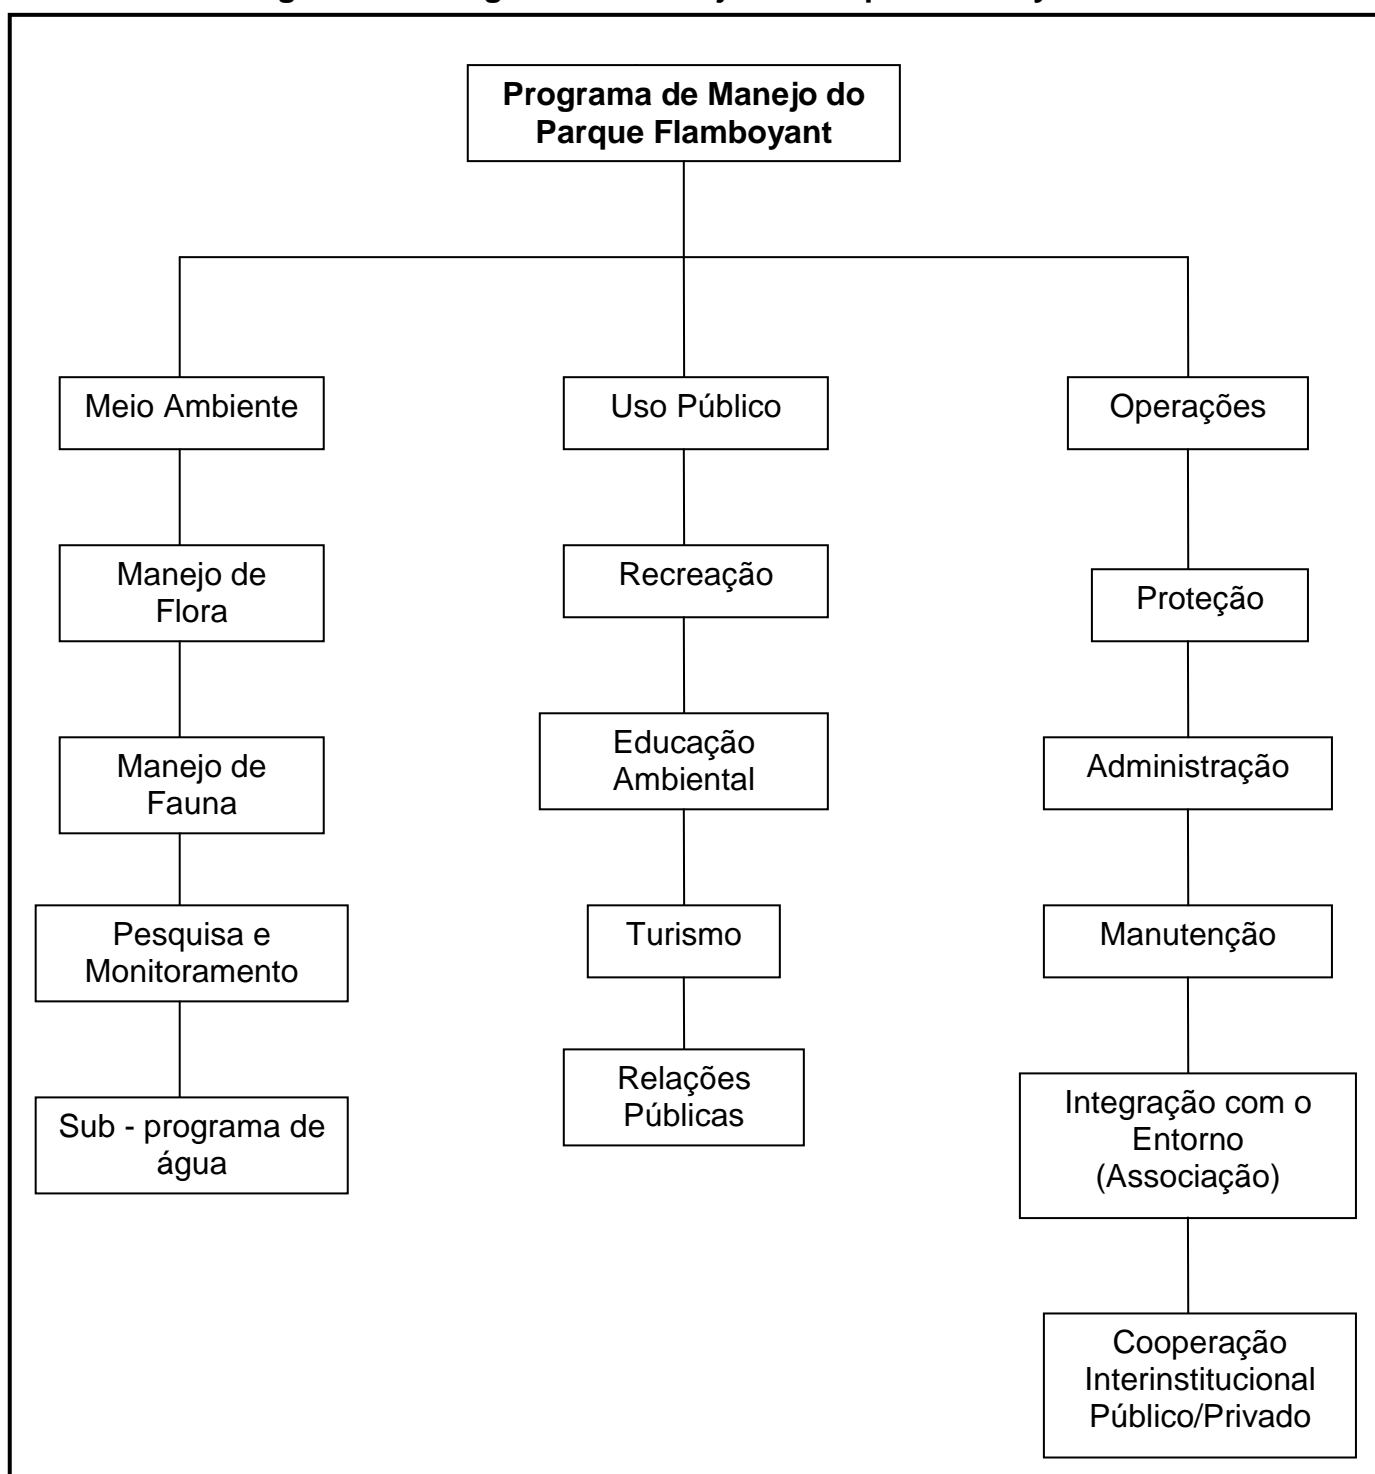 Programa de Manejo do
Parque Flamboyant
Meio Ambiente
Uso Público
Operações
Manejo de
Flora
Recreação
Proteção
Manejo de
Fauna
Educação
Ambiental
Administração
Pesquisa e
Monitoramento
Turismo
Manutenção
Sub - programa de
água
Relações
Públicas
Integração com o
Entorno
(Associação)
Cooperação
Interinstitucional
Público/Privado